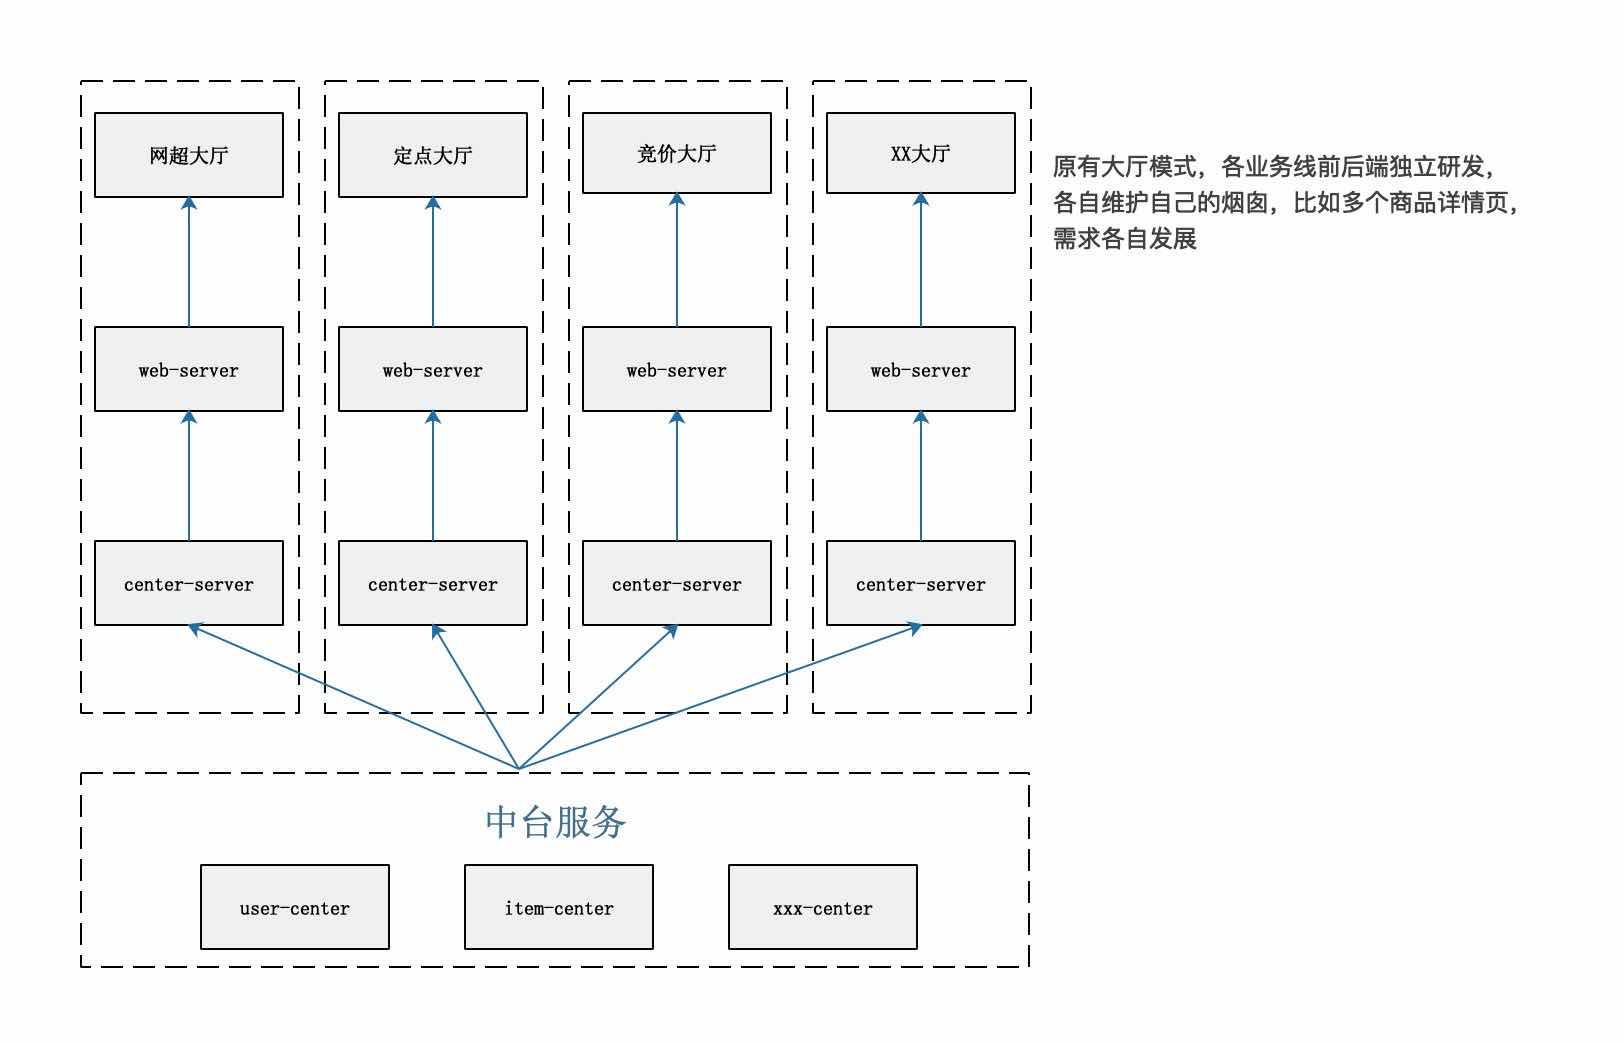 网超大厅
定点大厅
竞价大厅
XX大厅
原有大厅模式，各业务线前后端独立研发，
各自维护自己的烟囱，比如多个商品详情页，
需求各自发展
web-server
web-server
web-server
web-server
center-server
center-server
center-server
center-server
中台服务
user-center
item-center
xxx-center